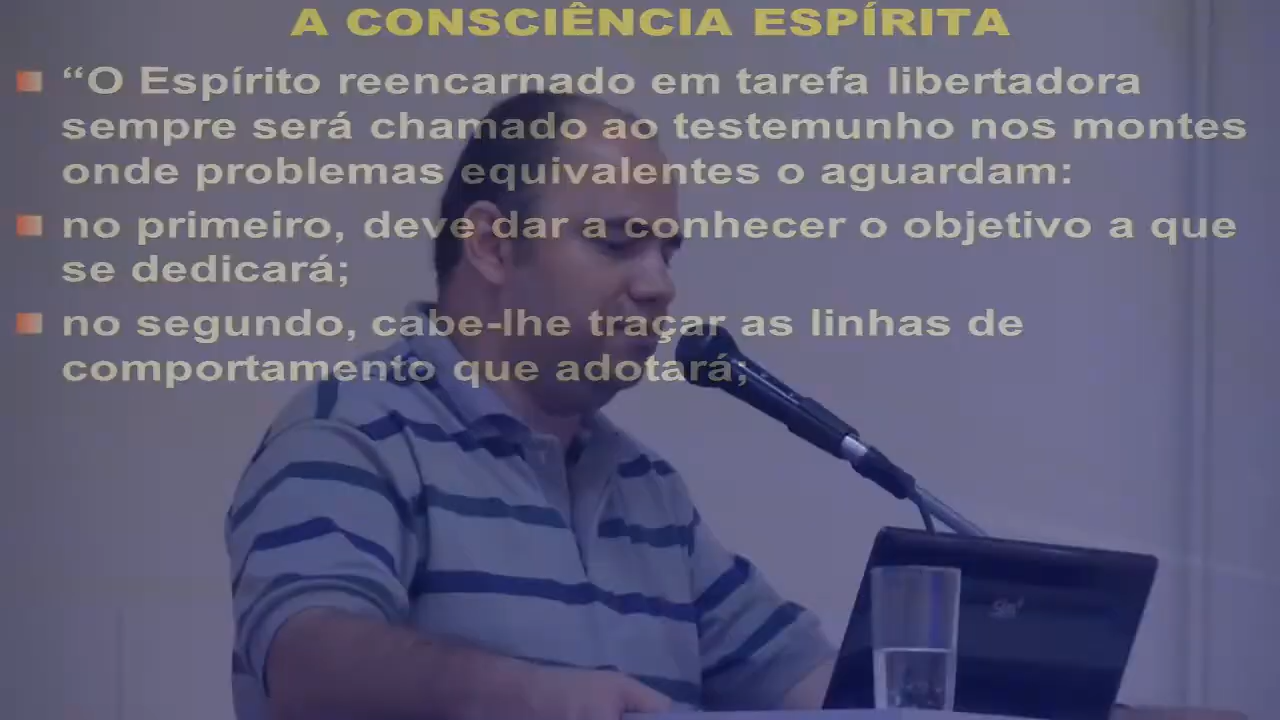 A CONSCIÊNCIA ESPÍRITA
“O Espírito reencarnado em tarefa libertadora
sempre será chamado ao testemunho nos montes
onde problemas equivalentes o aguardam:
no primeiro, deve dar a conhecer o objetivo a que
se dedicará;
no segundo, cabe-lhe traçar as linhas de
comportamento que adotará;